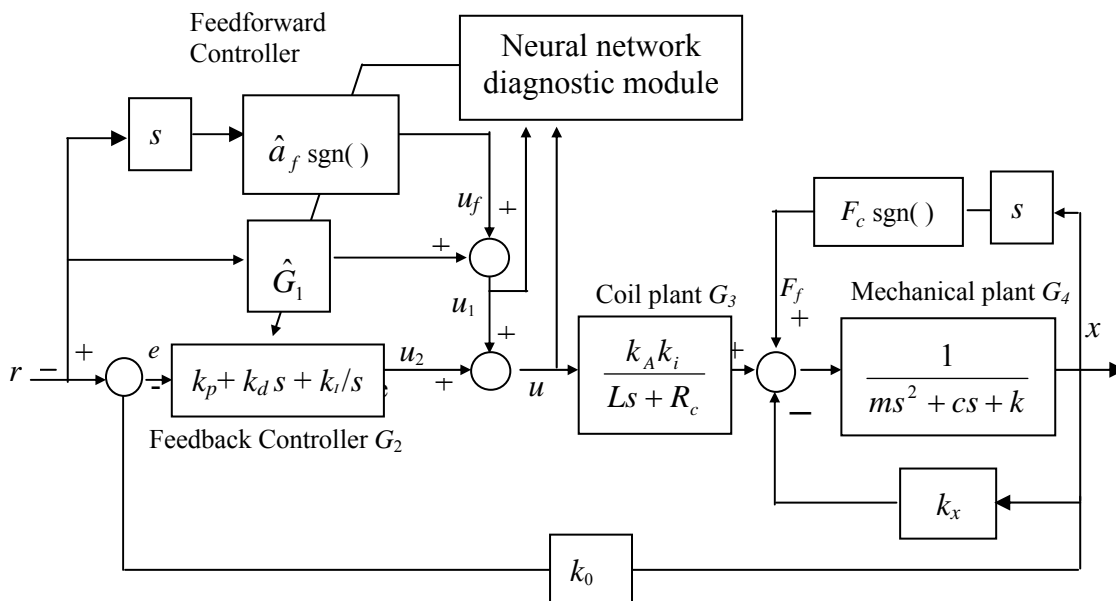 Feedforward
Controller
Neural network
diagnostic module
s
â_f sgn( )
u_f
+
F_c sgn( )
s
Ĝ_1
+
u_1
F_f
+
Coil plant G_3
Mechanical plant G_4
x
r
+
−
e
-
k_p + k_d s + k_I/s
u_2
+
+
u
k_A k_i
Ls + R_c
+
−
1
ms^2 + cs + k
Feedback Controller G_2
k_x
k_0